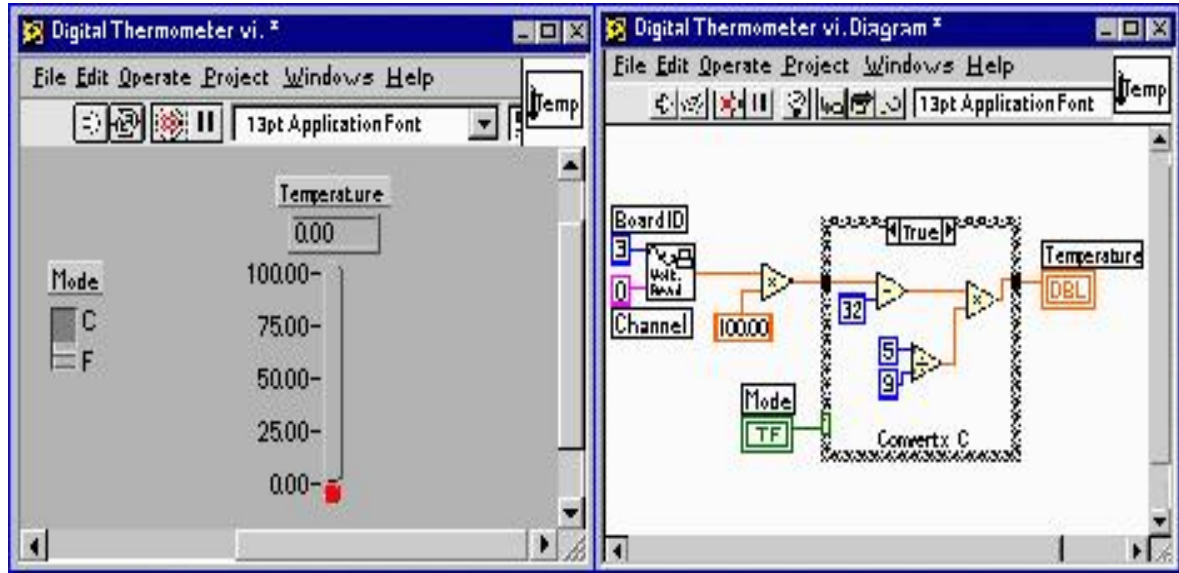 Digital Thermometer vi. *
File Edit Operate Project Windows Help
Temp
13pt Application Font
Temperature
0.00
Mode
C
F
100.00
75.00
50.00
25.00
0.00
Digital Thermometer vi. Diagram *
File Edit Operate Project Windows Help
Temp
13pt Application Font
Board ID
3
Volt.
Read
0
Channel
x
100.00
True
-
32
x
5
÷
9
Convertx C
Mode
TF
Temperature
DBL